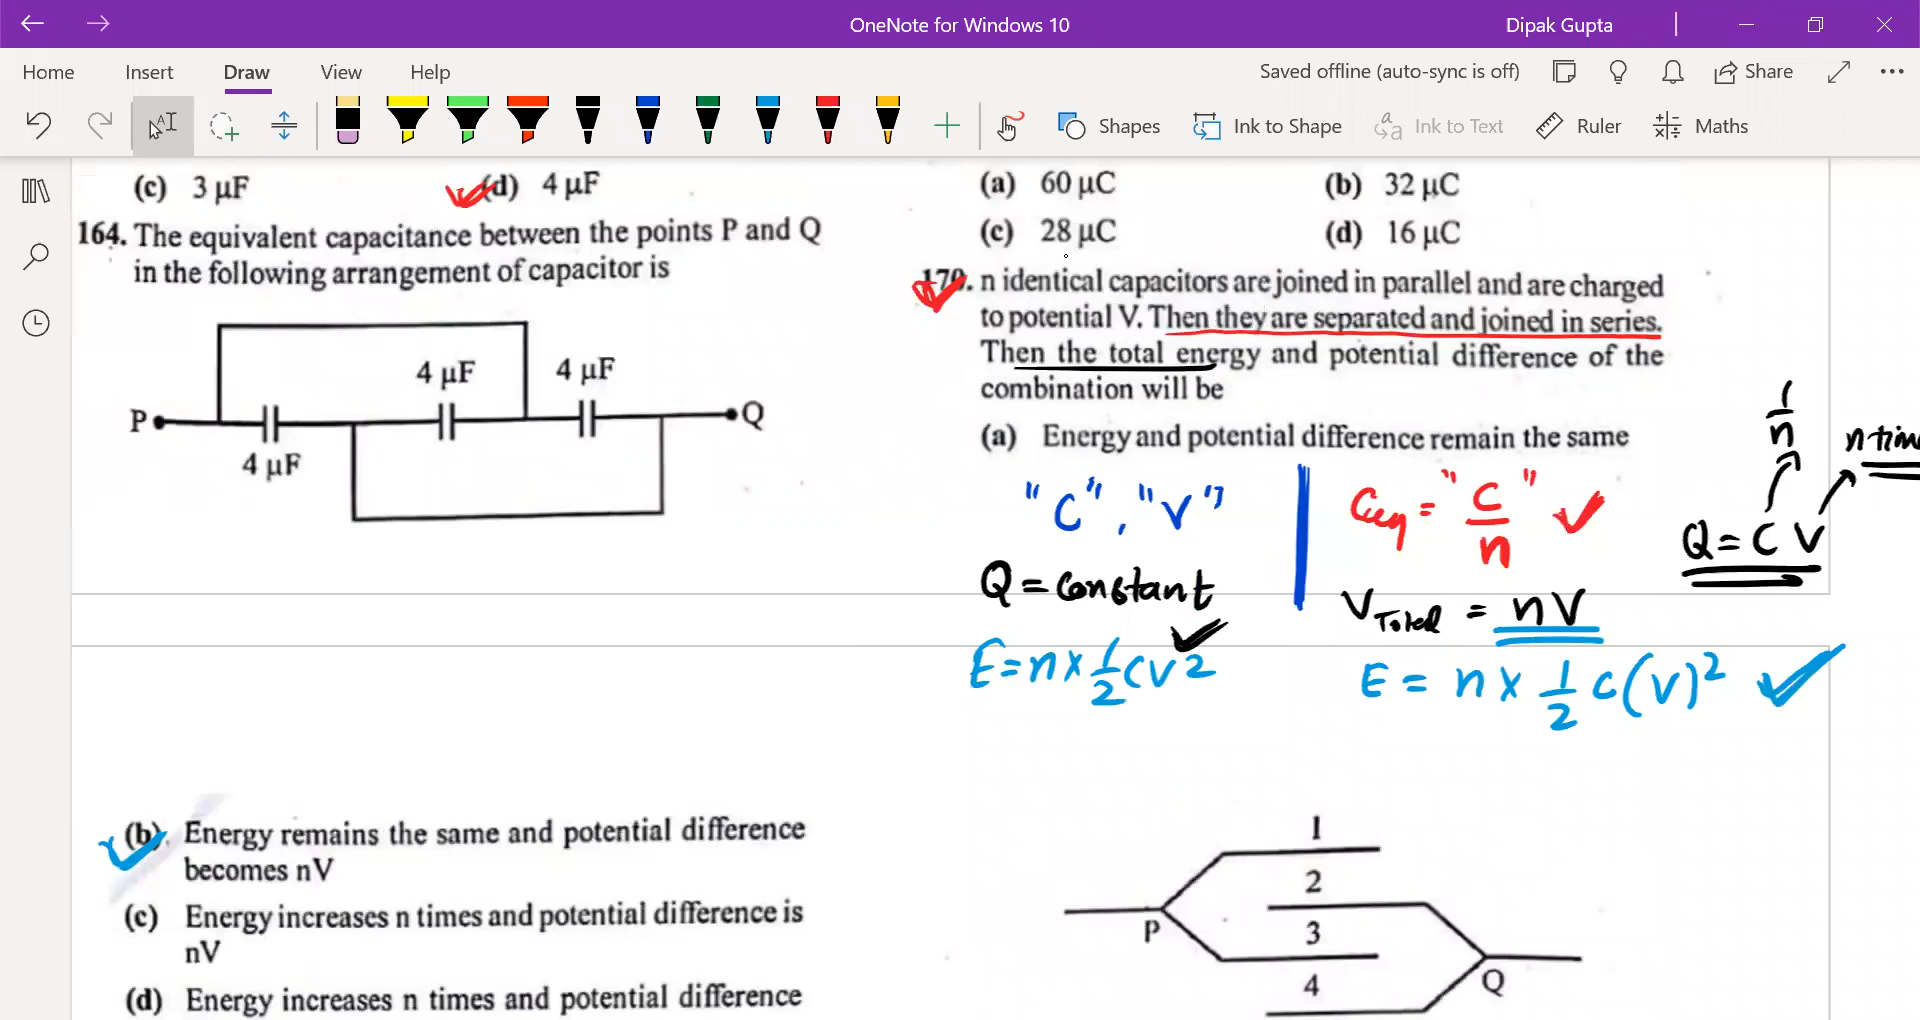 OneNote for Windows 10
Dipak Gupta
Home Insert Draw View Help
Saved offline (auto-sync is off) Share
Shapes Ink to Shape Ink to Text Ruler Maths
(c) 3 µF (d) 4 µF
164. The equivalent capacitance between the points P and Q
in the following arrangement of capacitor is
4 µF 4 µF
P Q
4 µF
(a) 60 µC (b) 32 µC
(c) 28 µC (d) 16 µC
170. n identical capacitors are joined in parallel and are charged
to potential V. Then they are separated and joined in series.
Then the total energy and potential difference of the
combination will be
(a) Energy and potential difference remain the same
"C", "V"
Q = constant
E = n × 1/2 CV2
Ceq = "C/n"
VTotal = nV
E = n × 1/2 C(V)2
1/n
n tim
Q = C V
(b) Energy remains the same and potential difference
becomes nV
(c) Energy increases n times and potential difference is
nV
(d) Energy increases n times and potential difference
1
2
P 3
4 Q